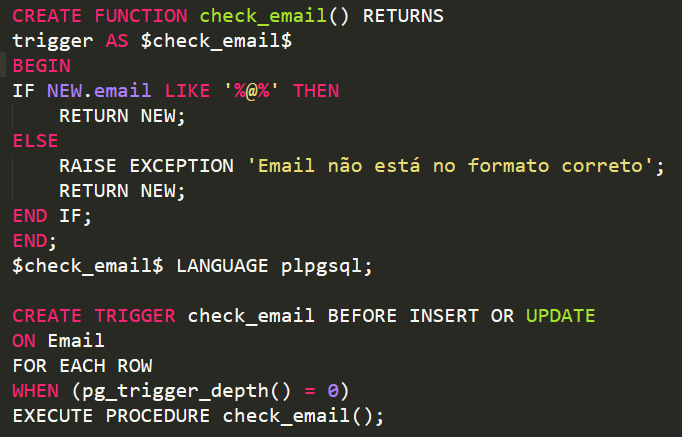 CREATE FUNCTION check_email() RETURNS
trigger AS $check_email$
BEGIN
IF NEW.email LIKE '%@%' THEN
    RETURN NEW;
ELSE
    RAISE EXCEPTION 'Email não está no formato correto';
    RETURN NEW;
END IF;
END;
$check_email$ LANGUAGE plpgsql;

CREATE TRIGGER check_email BEFORE INSERT OR UPDATE
ON Email
FOR EACH ROW
WHEN (pg_trigger_depth() = 0)
EXECUTE PROCEDURE check_email();